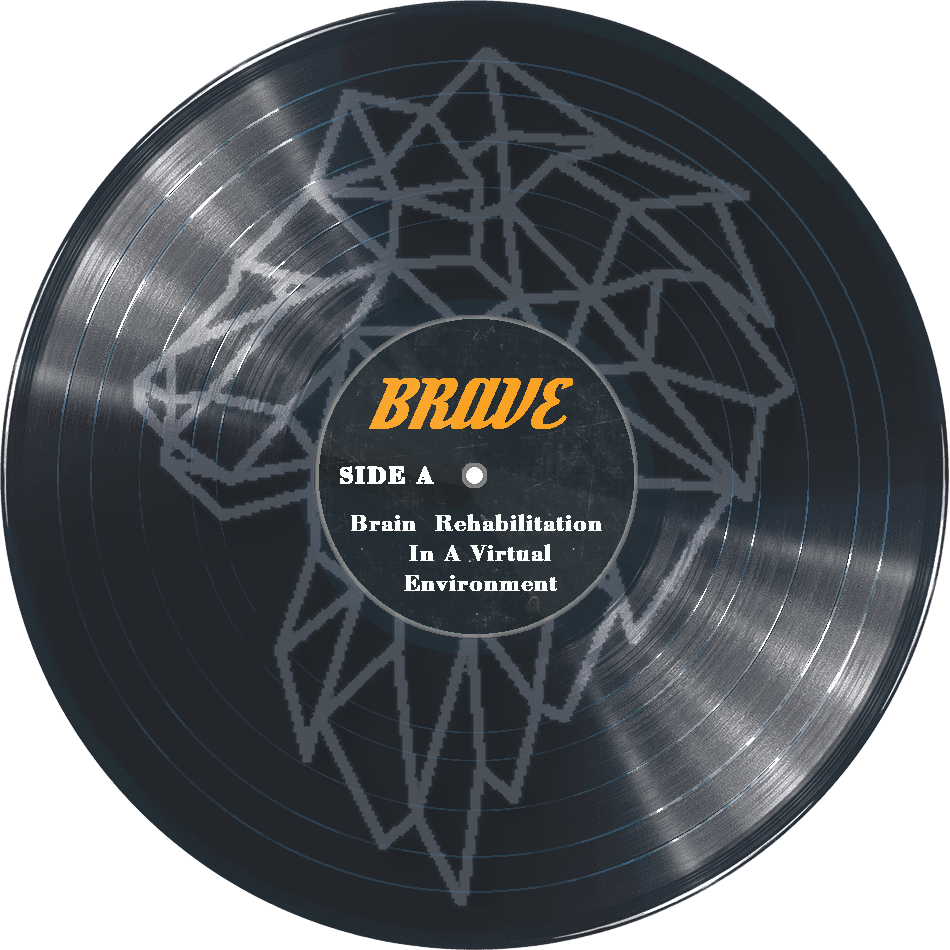 BRAVE
SIDE A
Brain Rehabilitation
In A Virtual
Environment